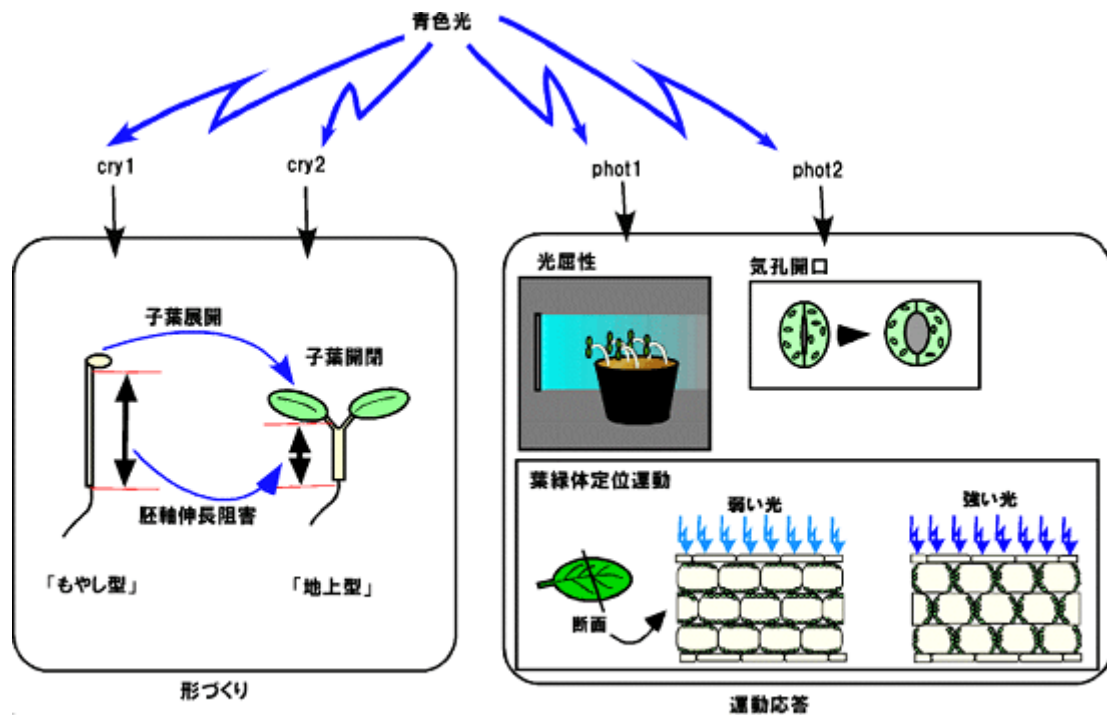 青色光
cry1
cry2
phot1
phot2
光屈性
気孔開口
子葉展開
子葉開閉
胚軸伸長阻害
「もやし型」
「地上型」
形づくり
葉緑体定位運動
弱い光
強い光
断面
運動応答